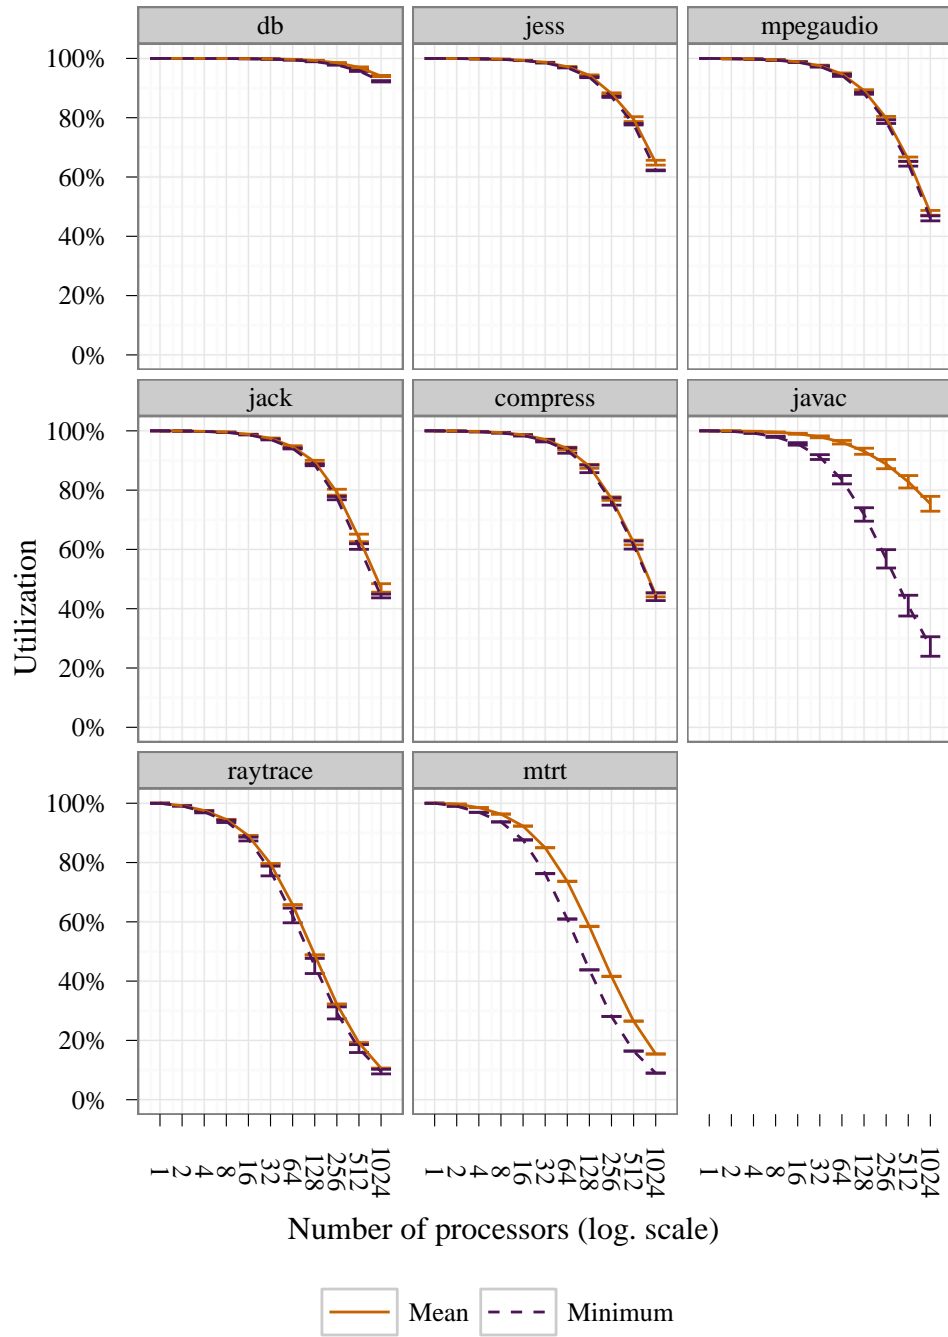 db jess mpegaudio
100%
80%
60%
40%
20%
0%
jack compress javac
100%
80%
60%
40%
20%
0%
raytrace mtrt
100%
80%
60%
40%
20%
0%
Utilization
1 2 4 8 16 32 64 128 256 512 1024
1 2 4 8 16 32 64 128 256 512 1024
1 2 4 8 16 32 64 128 256 512 1024
Number of processors (log. scale)
Mean Minimum